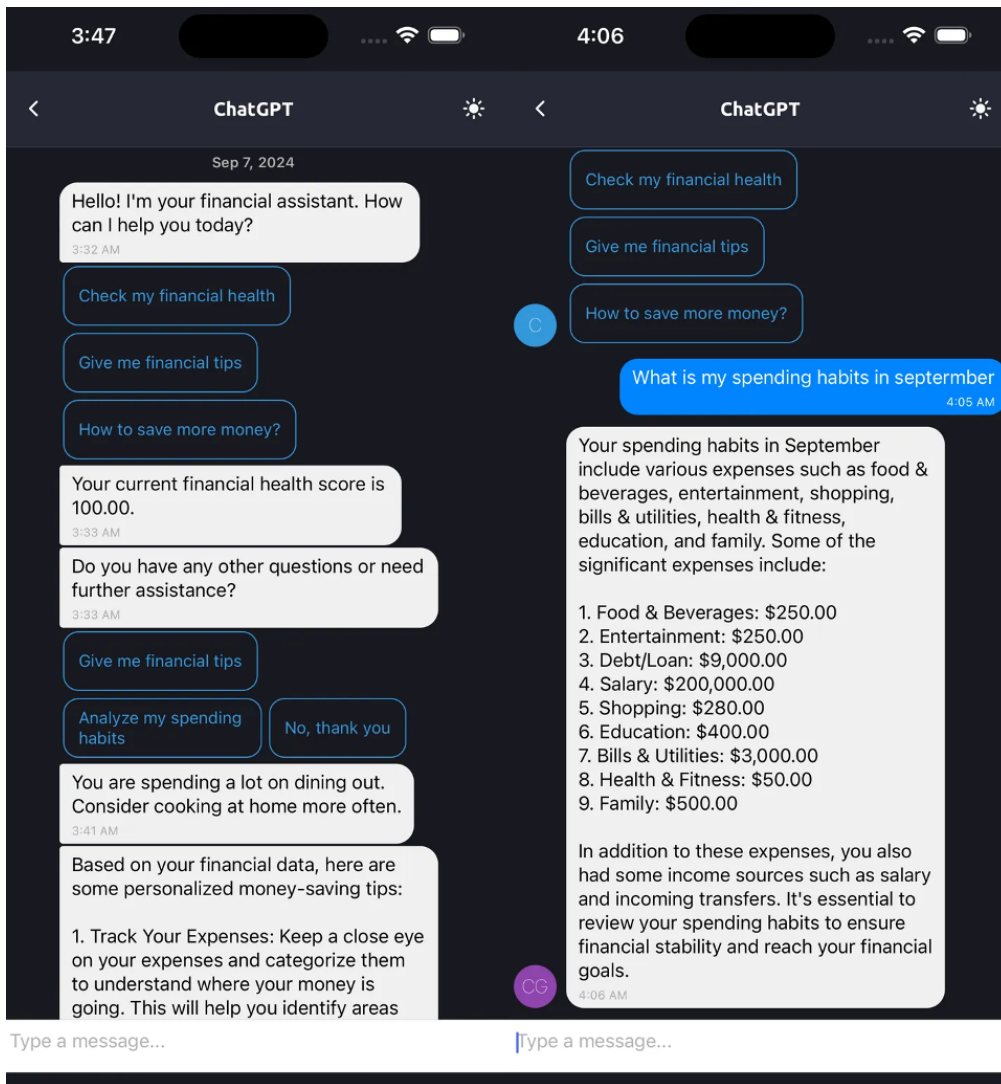 3:47
ChatGPT
Sep 7, 2024
Hello! I'm your financial assistant. How
can I help you today?
3:32 AM
Check my financial health
Give me financial tips
How to save more money?
Your current financial health score is
100.00.
3:33 AM
Do you have any other questions or need
further assistance?
3:33 AM
Give me financial tips
Analyze my spending
habits
No, thank you
You are spending a lot on dining out.
Consider cooking at home more often.
3:41 AM
Based on your financial data, here are
some personalized money-saving tips:
1. Track Your Expenses: Keep a close eye
on your expenses and categorize them
to understand where your money is
going. This will help you identify areas
Type a message...
4:06
ChatGPT
Check my financial health
Give me financial tips
How to save more money?
C
What is my spending habits in septermber
4:05 AM
Your spending habits in September
include various expenses such as food &
beverages, entertainment, shopping,
bills & utilities, health & fitness,
education, and family. Some of the
significant expenses include:
1. Food & Beverages: $250.00
2. Entertainment: $250.00
3. Debt/Loan: $9,000.00
4. Salary: $200,000.00
5. Shopping: $280.00
6. Education: $400.00
7. Bills & Utilities: $3,000.00
8. Health & Fitness: $50.00
9. Family: $500.00
In addition to these expenses, you also
had some income sources such as salary
and incoming transfers. It's essential to
review your spending habits to ensure
financial stability and reach your financial
goals.
4:06 AM
CG
Type a message...